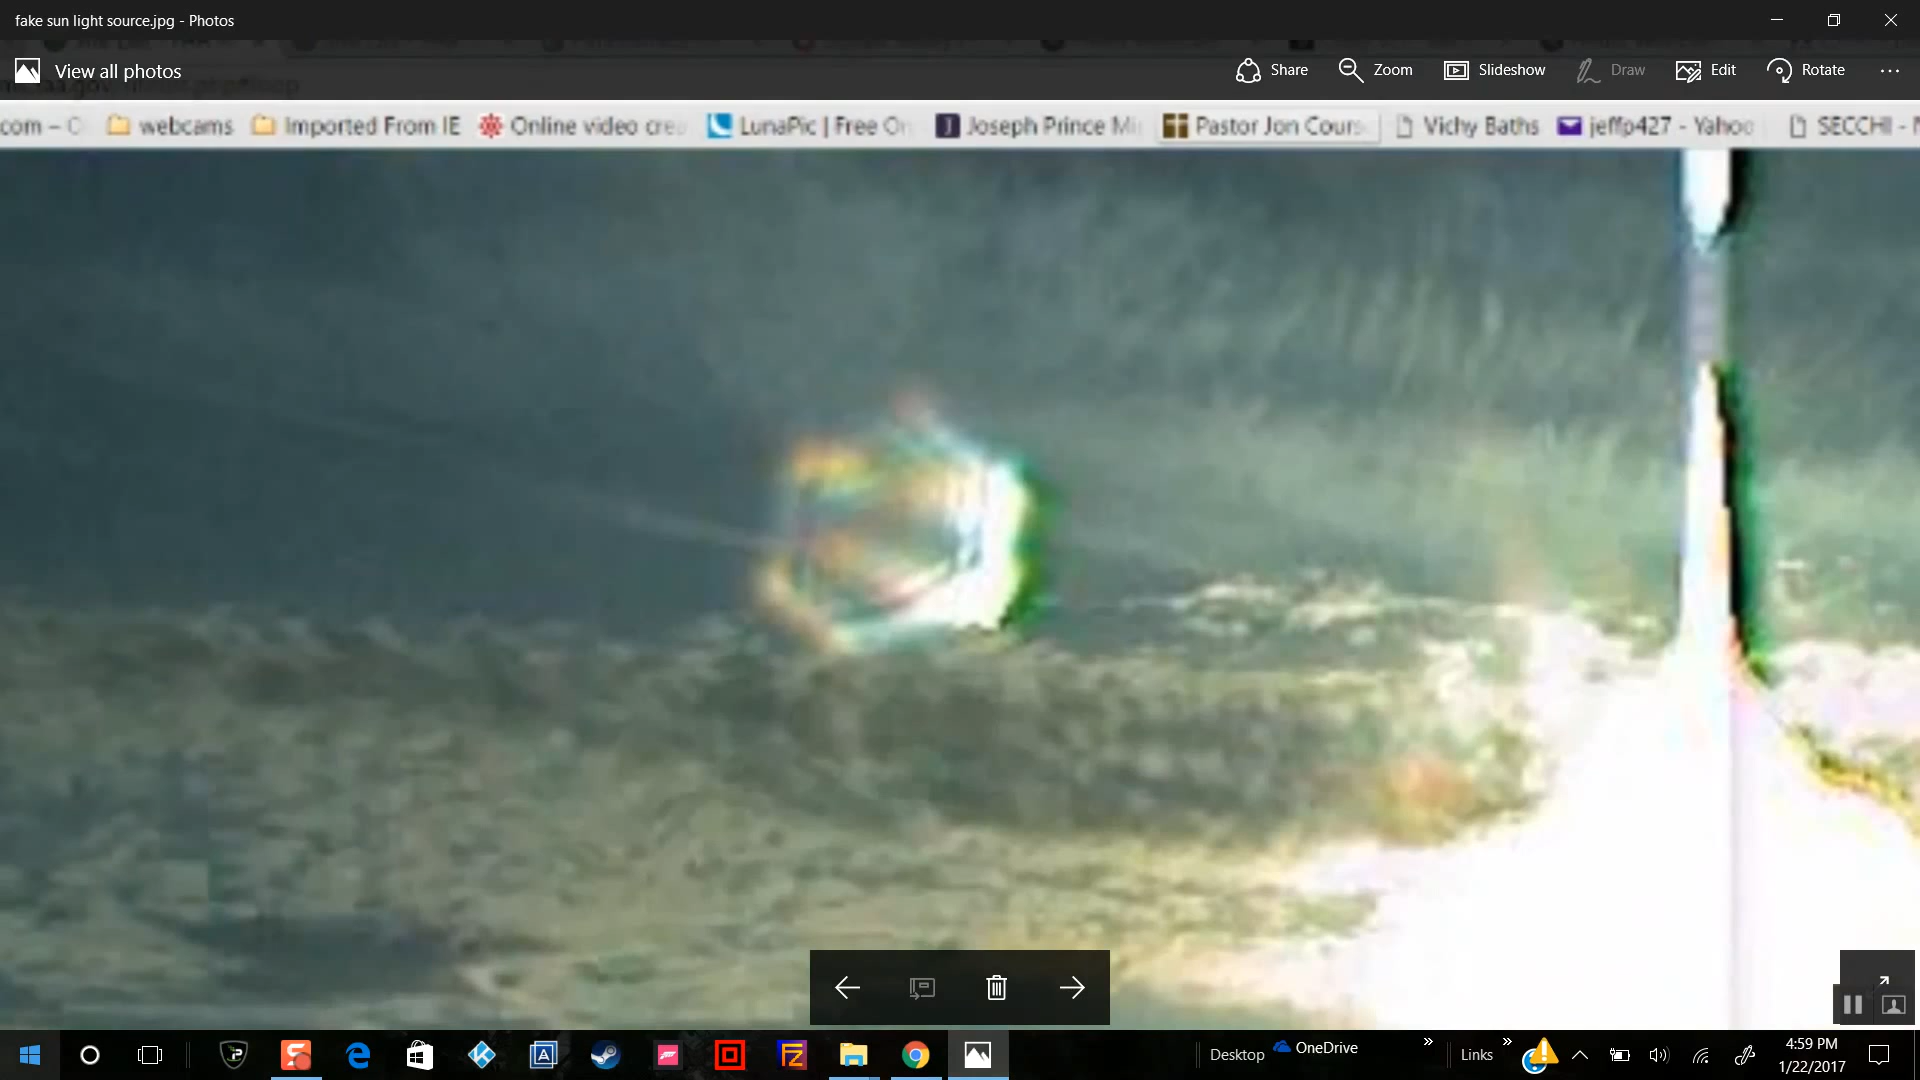 fake sun light source.jpg - Photos
View all photos
Share
Zoom
Slideshow
Draw
Edit
Rotate
com – C
webcams
Imported From IE
Online video cre
LunaPic | Free O
Joseph Prince Mi
Pastor Jon Cours
Vichy Baths
jeffp427 - Yahoo
SECCHI -
Desktop
OneDrive
Links
4:59 PM
1/22/2017